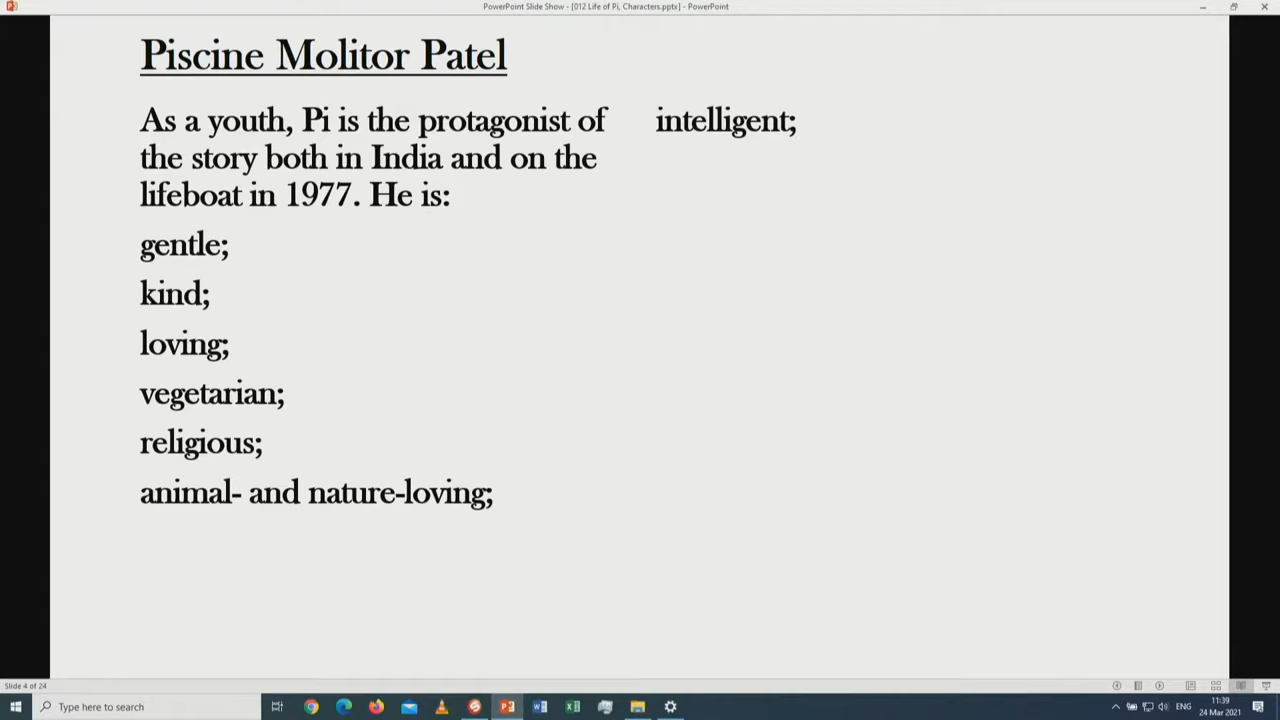 PowerPoint Slide Show - [012 Life of Pi, Characters.pptx] - PowerPoint
Piscine Molitor Patel
As a youth, Pi is the protagonist of
the story both in India and on the
lifeboat in 1977. He is:
gentle;
kind;
loving;
vegetarian;
religious;
animal- and nature-loving;
intelligent;
Slide 4 of 24
Type here to search
ENG
11:39
24 Mar 2021